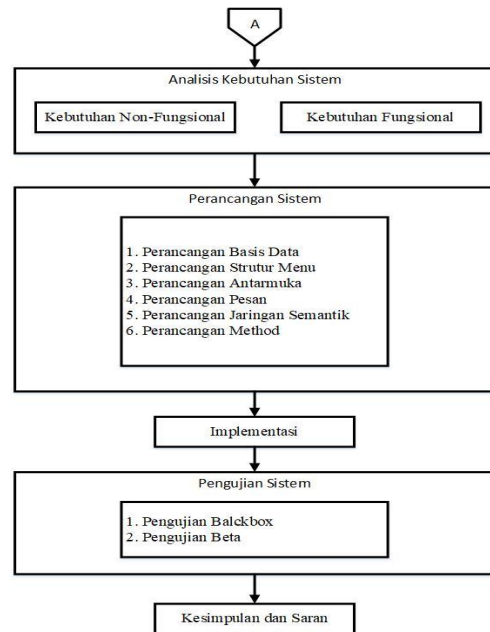 A
Analisis Kebutuhan Sistem
Kebutuhan Non-Fungsional
Kebutuhan Fungsional
Perancangan Sistem
1. Perancangan Basis Data
2. Perancangan Strutur Menu
3. Perancangan Antarmuka
4. Perancangan Pesan
5. Perancangan Jaringan Semantik
6. Perancangan Method
Implementasi
Pengujian Sistem
1. Pengujian Balckbox
2. Pengujian Beta
Kesimpulan dan Saran